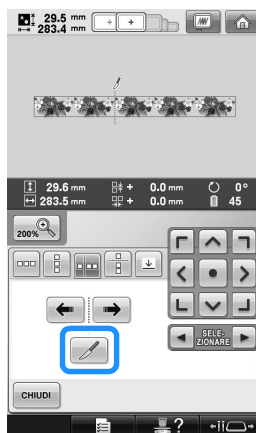 29.5 mm
283.4 mm
29.6 mm + 0.0 mm 0°
283.5 mm + 0.0 mm 45
200%
SELE-
ZIONARE
CHIUDI
?